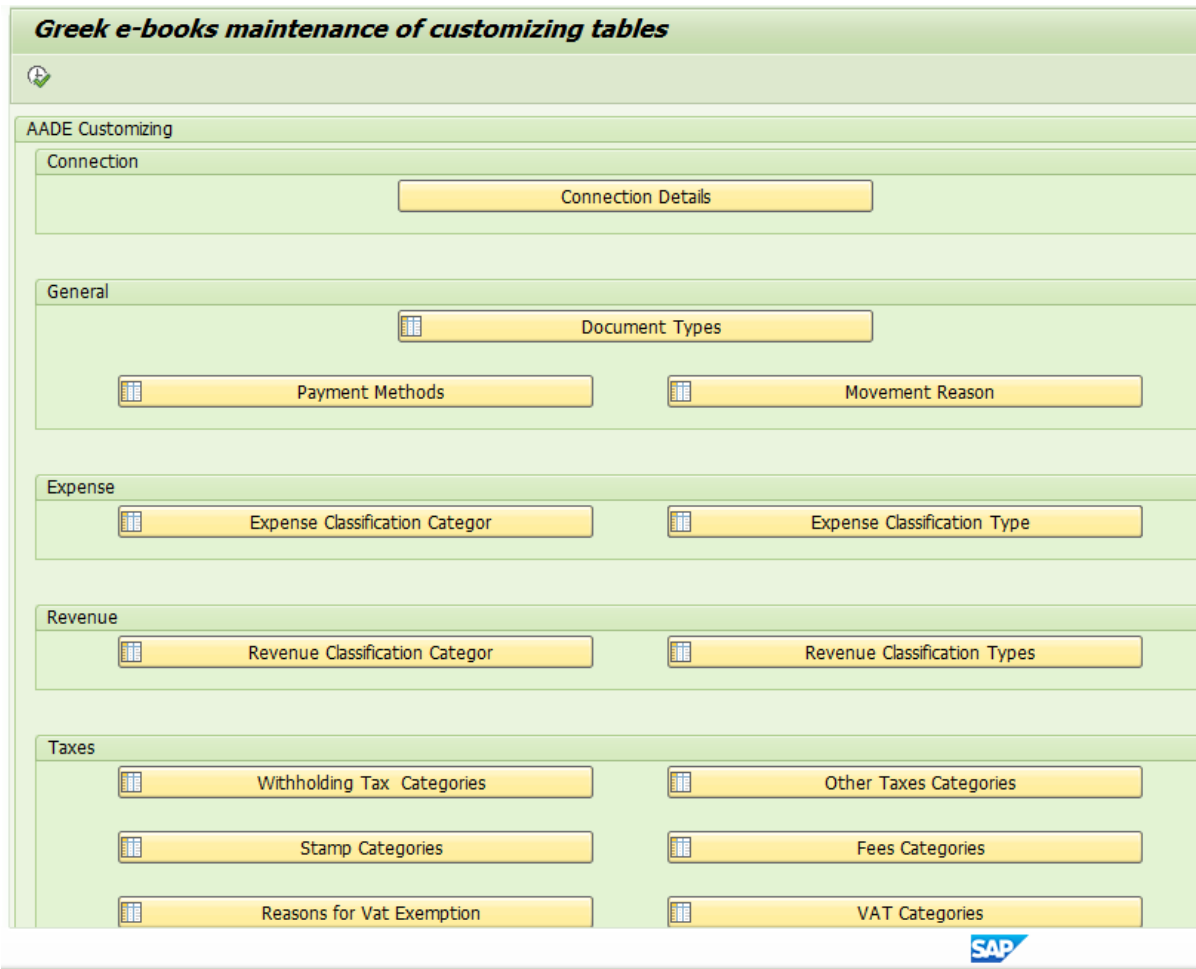 Greek e-books maintenance of customizing tables
AADE Customizing
Connection
Connection Details
General
Document Types
Payment Methods
Movement Reason
Expense
Expense Classification Categor
Expense Classification Type
Revenue
Revenue Classification Categor
Revenue Classification Types
Taxes
Withholding Tax  Categories
Other Taxes Categories
Stamp Categories
Fees Categories
Reasons for Vat Exemption
VAT Categories
SAP